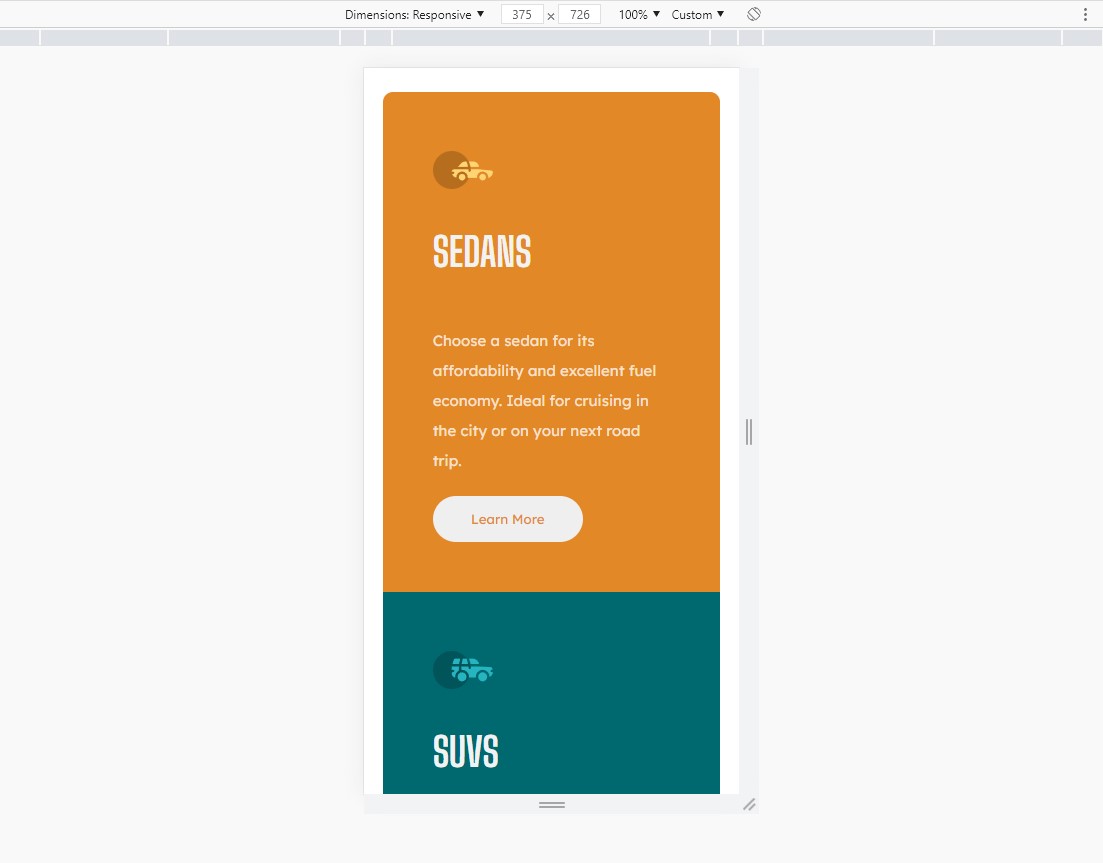 Dimensions: Responsive ▼ 375 × 726 100% ▼ Custom ▼
SEDANS
Choose a sedan for its
affordability and excellent fuel
economy. Ideal for cruising in
the city or on your next road
trip.
Learn More
SUVS